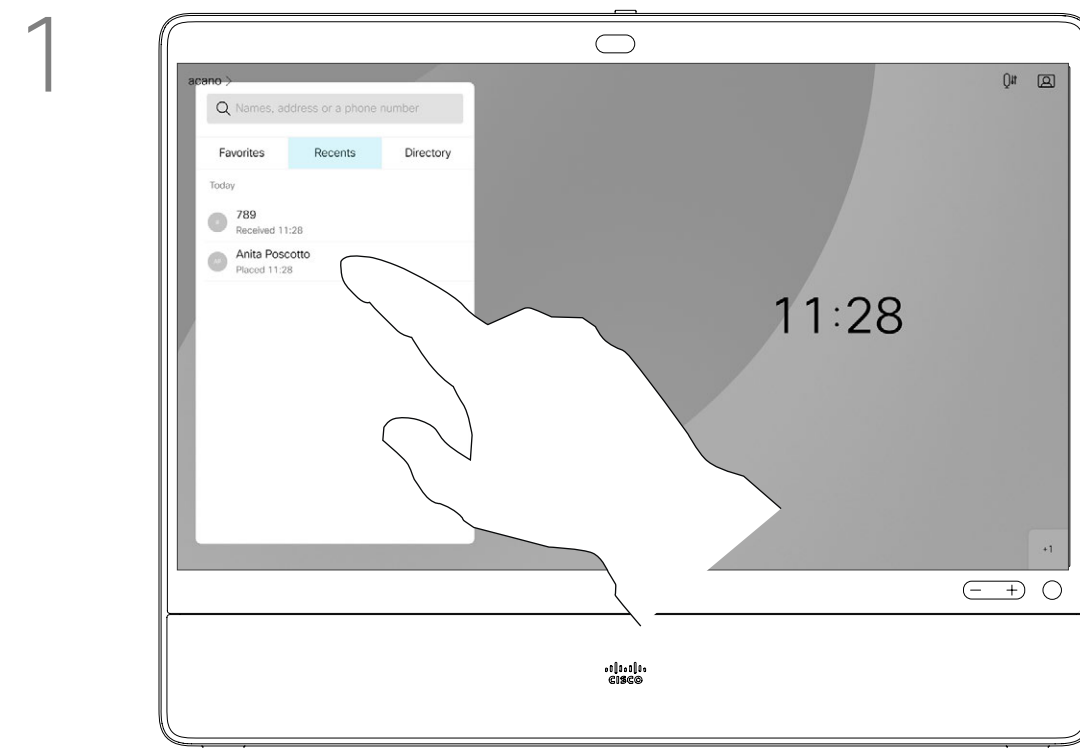 1
acano >
Names, address or a phone number
Favorites Recents Directory
Today
789
Received 11:28
Anita Poscotto
Placed 11:28
11:28
+1
− +
CISCO